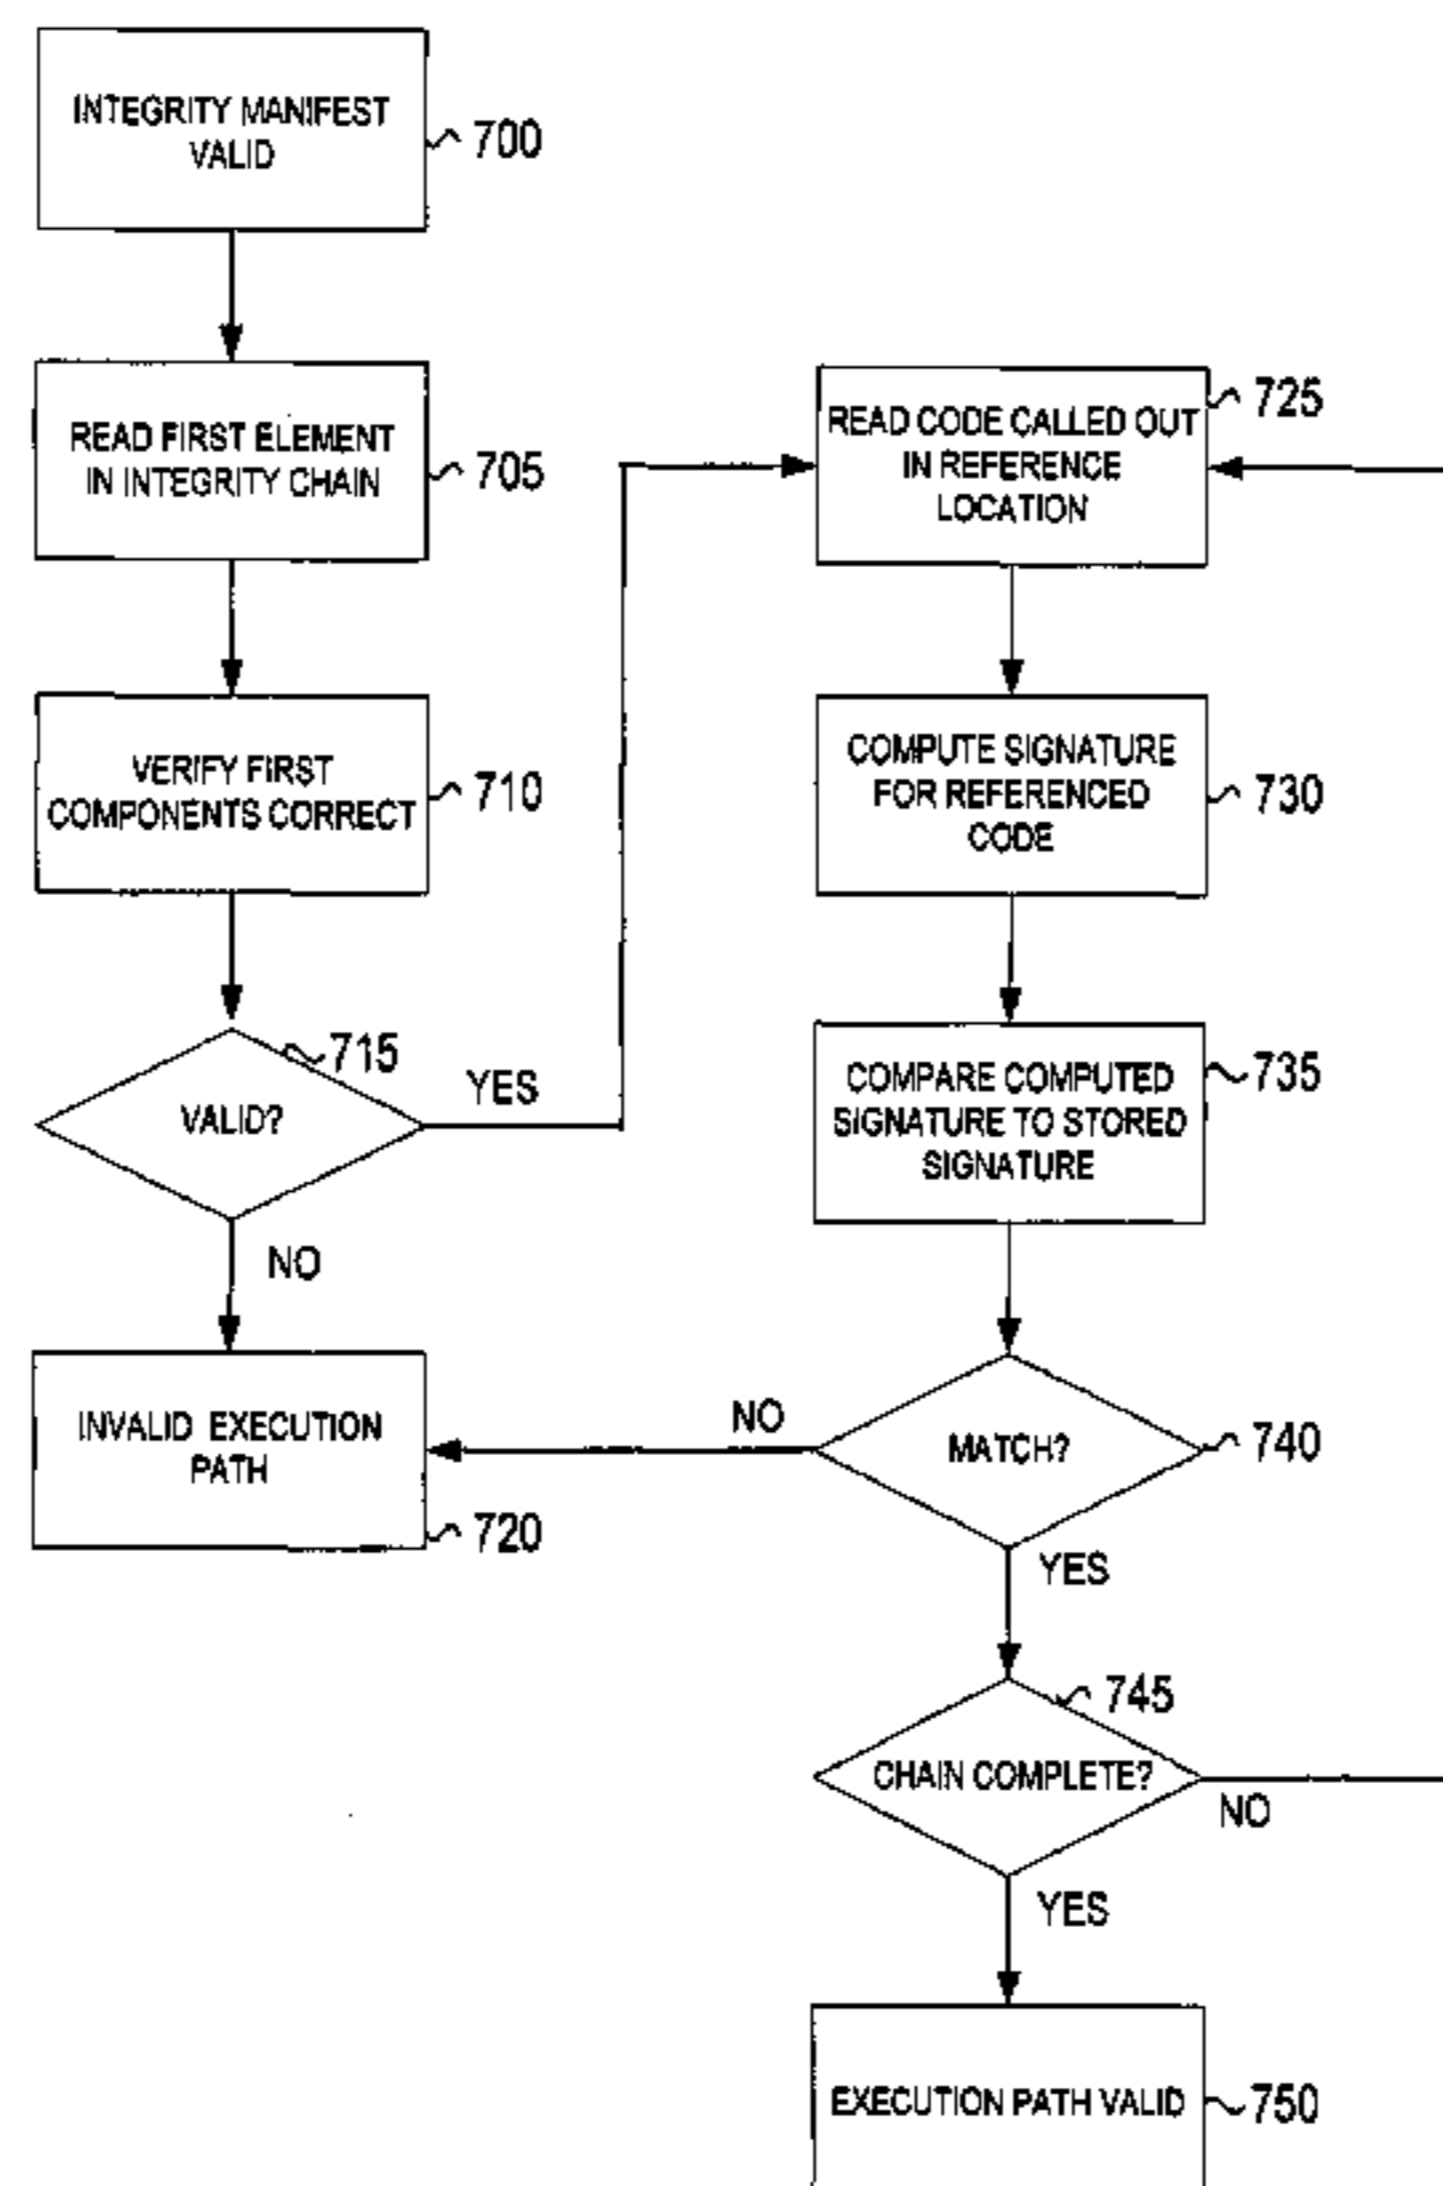 INTEGRITY MANIFEST
VALID
700
READ FIRST ELEMENT
IN INTEGRITY CHAIN
705
VERIFY FIRST
COMPONENTS CORRECT
710
715
VALID?
YES
NO
INVALID EXECUTION
PATH
720
READ CODE CALLED OUT
IN REFERENCE
LOCATION
725
COMPUTE SIGNATURE
FOR REFERENCED
CODE
730
COMPARE COMPUTED
SIGNATURE TO STORED
SIGNATURE
735
NO
MATCH?
740
YES
745
CHAIN COMPLETE?
NO
YES
EXECUTION PATH VALID
750